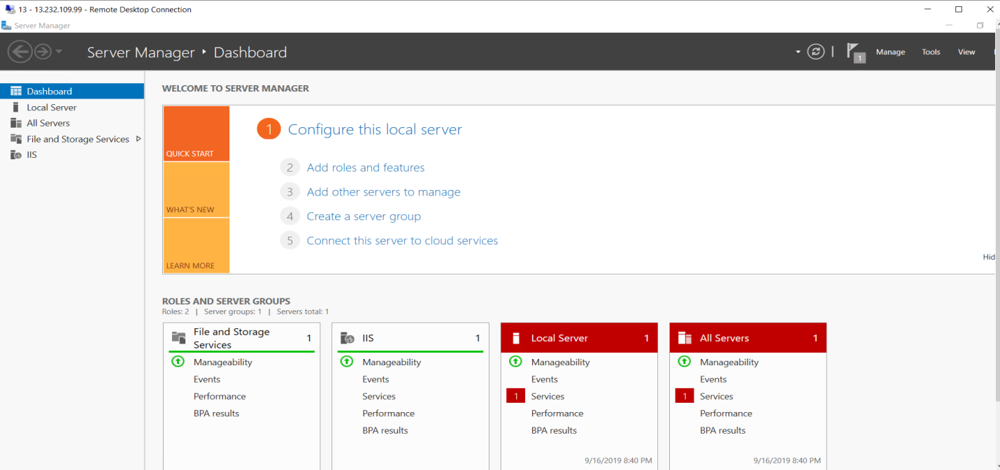 13 - 13.232.109.99 - Remote Desktop Connection
Server Manager
Server Manager ‣ Dashboard
1
Manage
Tools
View
Dashboard
Local Server
All Servers
File and Storage Services
IIS
WELCOME TO SERVER MANAGER
QUICK START
WHAT'S NEW
LEARN MORE
1 Configure this local server
2 Add roles and features
3 Add other servers to manage
4 Create a server group
5 Connect this server to cloud services
Hid
ROLES AND SERVER GROUPS
Roles: 2 | Server groups: 1 | Servers total: 1
File and Storage
Services
1
Manageability
Events
Performance
BPA results
IIS 1
Manageability
Events
Services
Performance
BPA results
Local Server 1
Manageability
Events
1 Services
Performance
BPA results
9/16/2019 8:40 PM
All Servers 1
Manageability
Events
1 Services
Performance
BPA results
9/16/2019 8:40 PM